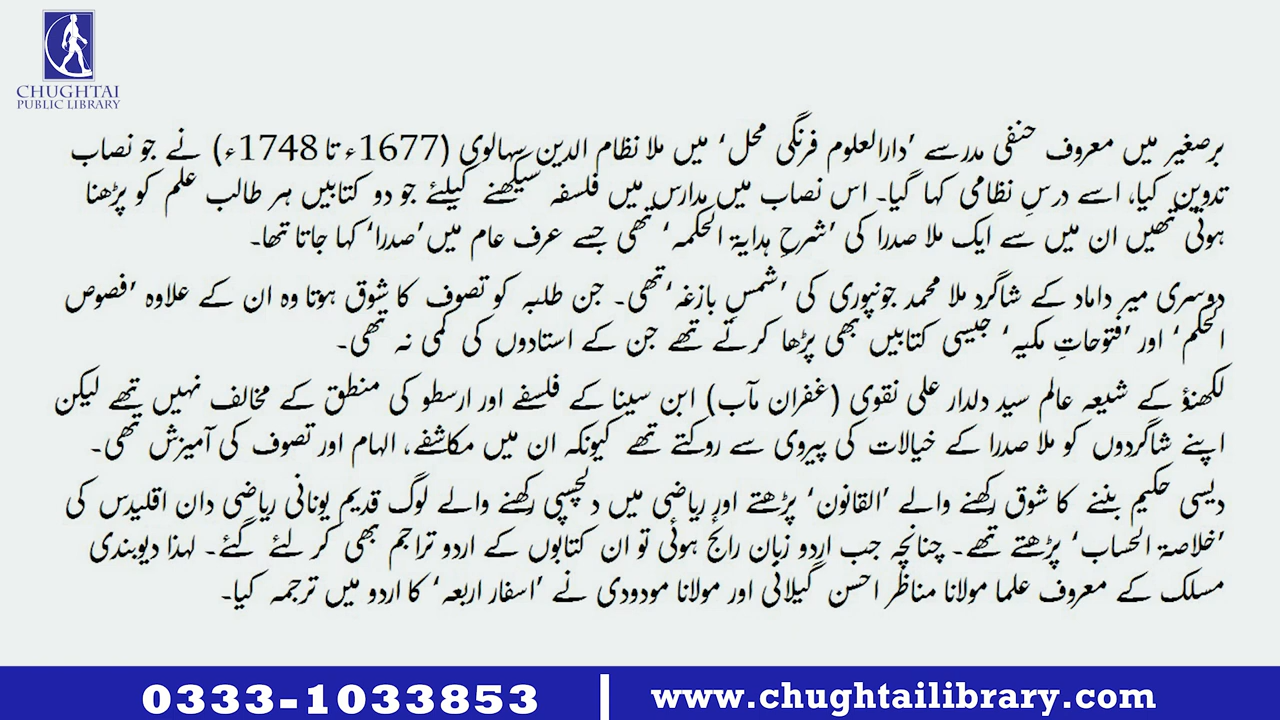 CHUGHTAI
PUBLIC LIBRARY
برصغیر میں معروف حنفی مدرسے ’دارالعلوم فرنگی محل‘ میں ملا نظام الدین سہالوی (1677ء تا 1748ء) نے جو نصاب
تدوین کیا، اسے درسِ نظامی کہا گیا۔ اس نصاب میں مدارس میں فلسفہ سیکھنے کیلئے جو دو کتابیں ہر طالب علم کو پڑھنا
ہوتی تھیں ان میں سے ایک ملا صدرا کی ’شرحِ ہدایۃ الحکمہ‘ تھی جسے عرف عام میں ’صدرا‘ کہا جاتا تھا۔
دوسری میر داماد کے شاگرد ملا محمد جونپوری کی ’شمسِ بازغہ‘ تھی۔ جن طلبہ کو تصوف کا شوق ہوتا وہ ان کے علاوہ ’فصوص
الحکم‘ اور ’فتوحاتِ مکیہ‘ جیسی کتابیں بھی پڑھا کرتے تھے جن کے استادوں کی کمی نہ تھی۔
لکھنؤ کے شیعہ عالم سید دلدار علی نقوی (غفران مآب) ابن سینا کے فلسفے اور ارسطو کی منطق کے مخالف نہیں تھے لیکن
اپنے شاگردوں کو ملا صدرا کے خیالات کی پیروی سے روکتے تھے کیونکہ ان میں مکاشفے، الہام اور تصوف کی آمیزش تھی۔
دیسی حکیم بننے کا شوق رکھنے والے ’القانون‘ پڑھتے اور ریاضی میں دلچسپی رکھنے والے لوگ قدیم یونانی ریاضی دان اقلیدس کی
’خلاصۃ الحساب‘ پڑھتے تھے۔ چنانچہ جب اردو زبان رائج ہوئی تو ان کتابوں کے اردو تراجم بھی کر لئے گئے۔ لہذا دیوبندی
مسلک کے معروف علما مولانا مناظر احسن گیلانی اور مولانا مودودی نے ’اسفار اربعہ‘ کا اردو میں ترجمہ کیا۔
0333-1033853 | www.chughtailibrary.com